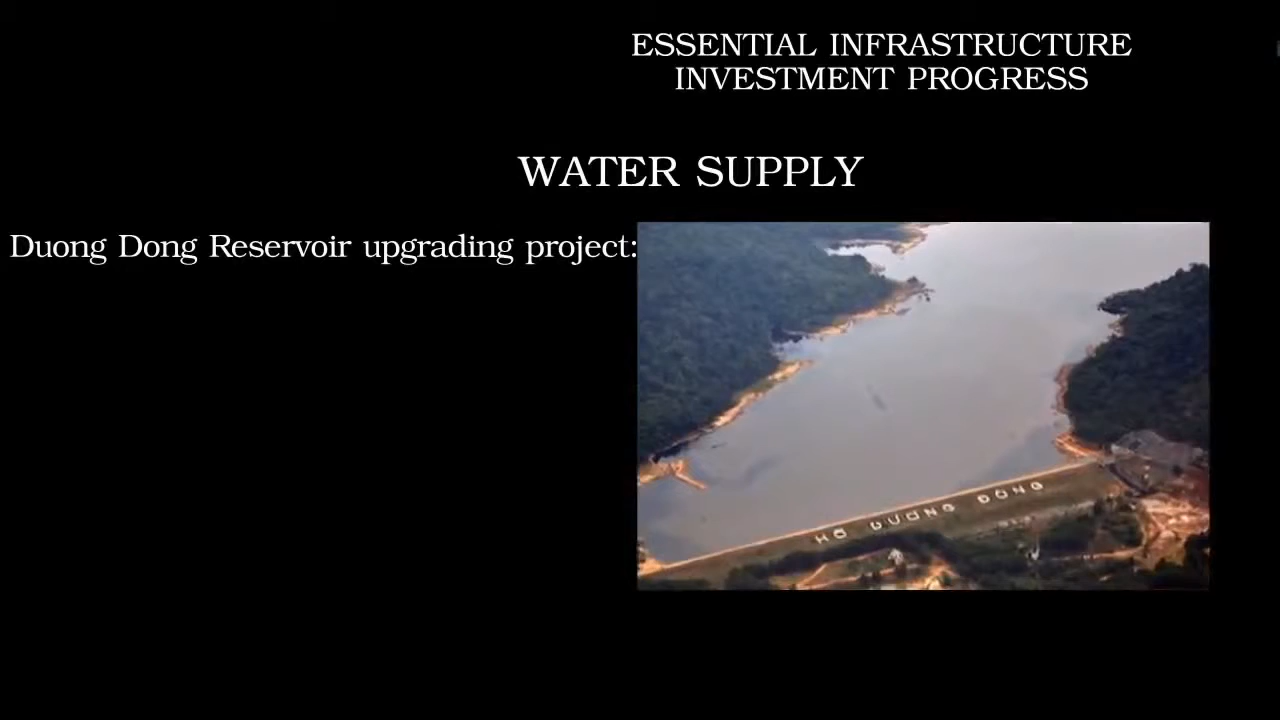 ESSENTIAL INFRASTRUCTURE
INVESTMENT PROGRESS
WATER SUPPLY
Duong Dong Reservoir upgrading project:
HỒ DƯƠNG ĐÔNG